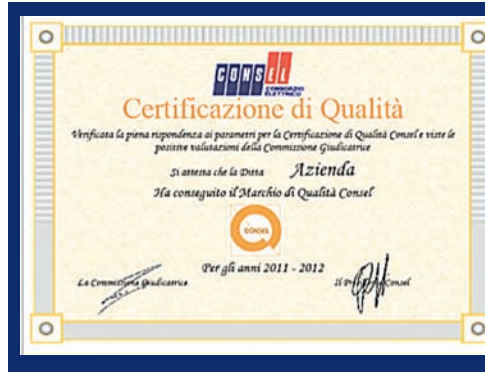 CONSEL
CONSORZIO
ELETTRICO
Certificazione di Qualità
Verificata la piena rispondenza ai parametri per la Certificazione di Qualità Consel e viste le
positive valutazioni della Commissione Giudicatrice
Si attesta che la Ditta Azienda
Ha conseguito il Marchio di Qualità Consel
CONSEL
Per gli anni 2011 - 2012
La Commissione Giudicatrice Il Consel